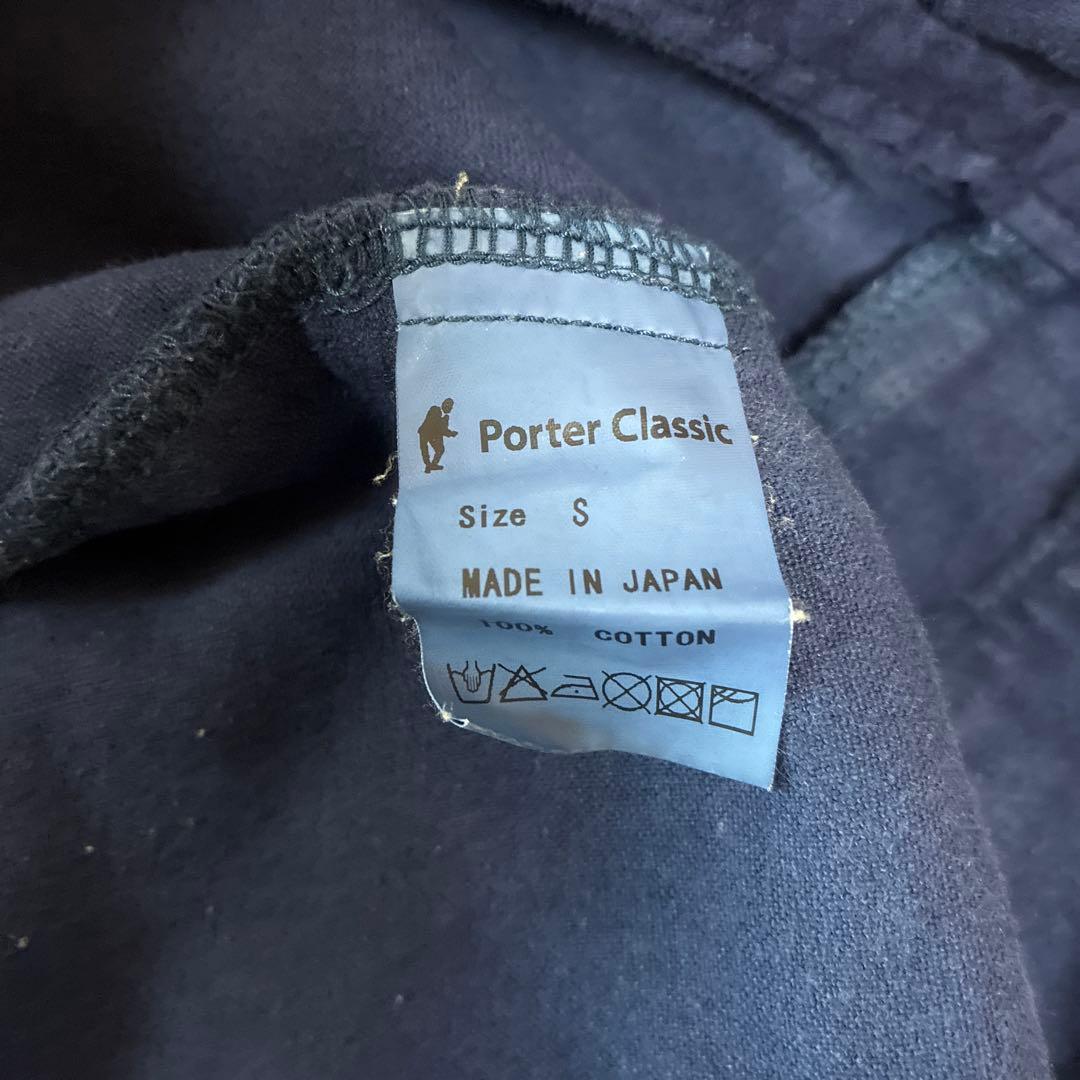 Porter Classic
Size S
MADE IN JAPAN
100% COTTON